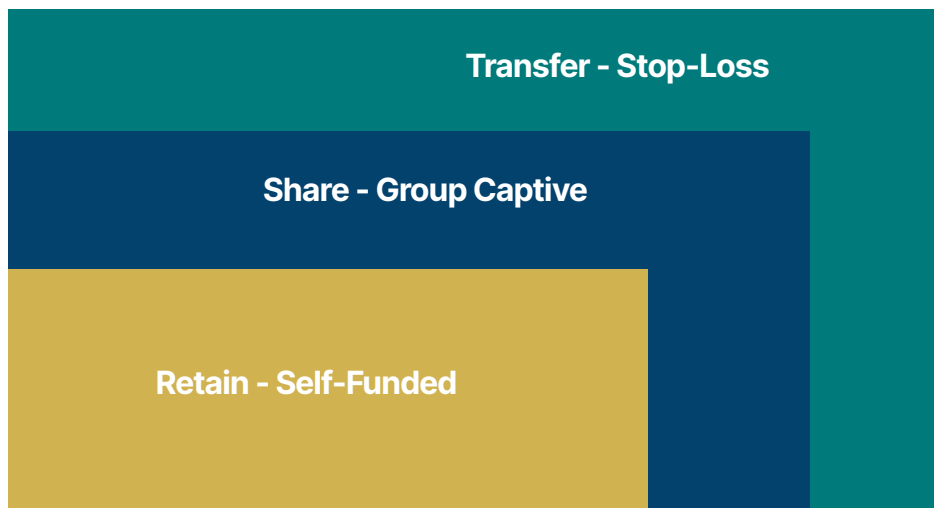 Transfer - Stop-Loss
Share - Group Captive
Retain - Self-Funded